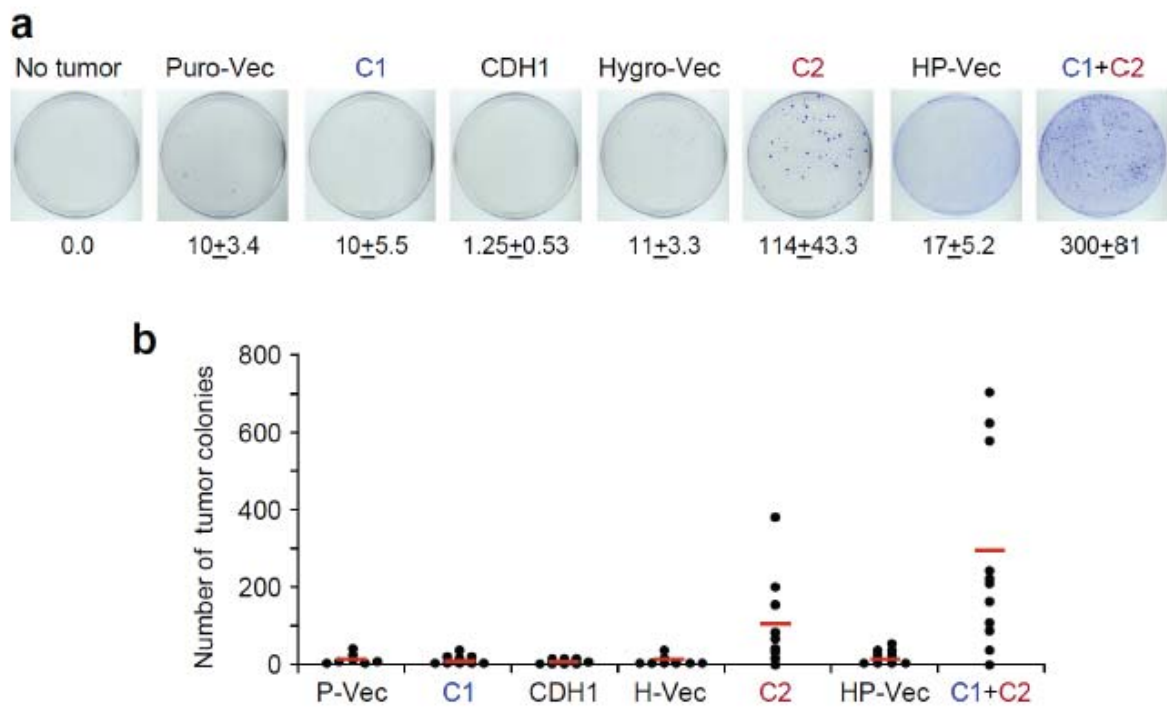 a
No tumor Puro-Vec C1 CDH1 Hygro-Vec C2 HP-Vec C1+C2
0.0 10±3.4 10±5.5 1.25±0.53 11±3.3 114±43.3 17±5.2 300±81
b
Number of tumor colonies
800
600
400
200
0
P-Vec C1 CDH1 H-Vec C2 HP-Vec C1+C2